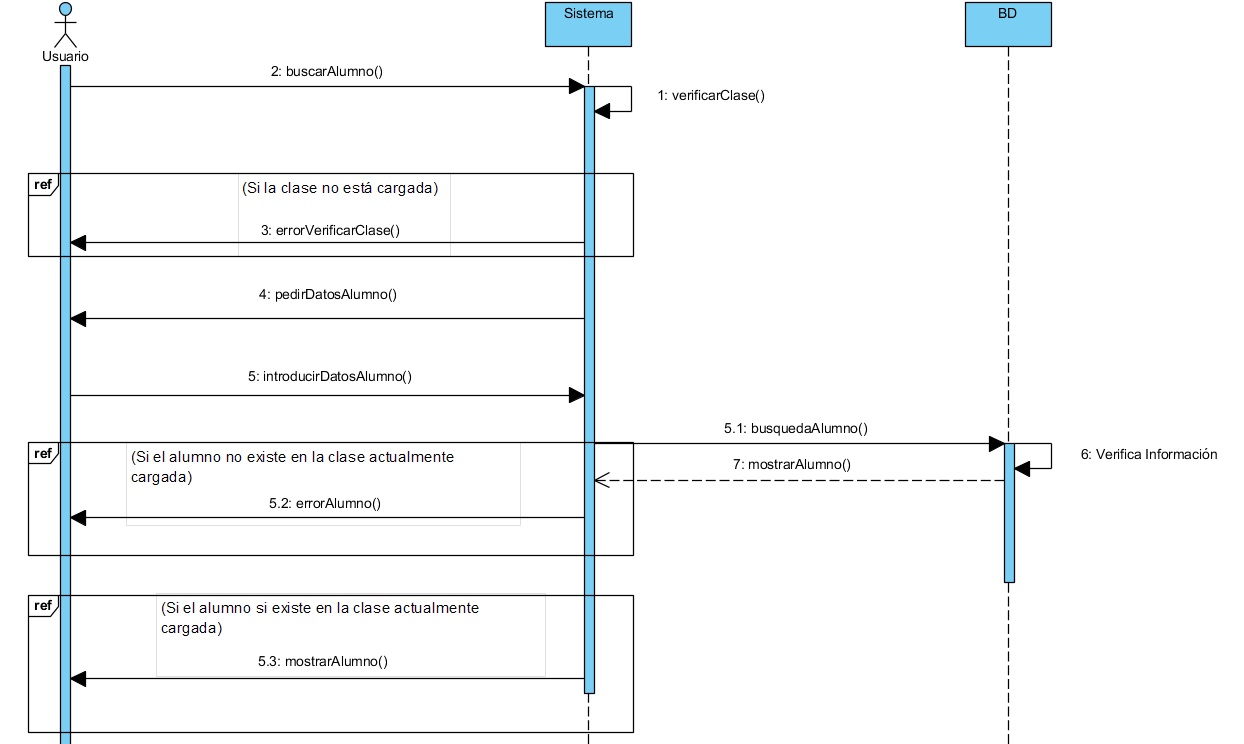 Usuario
Sistema
BD
2: buscarAlumno()
1: verificarClase()
ref
(Si la clase no está cargada)
3: errorVerificarClase()
4: pedirDatosAlumno()
5: introducirDatosAlumno()
5.1: busquedaAlumno()
ref
(Si el alumno no existe en la clase actualmente
cargada)
6: Verifica Información
7: mostrarAlumno()
5.2: errorAlumno()
ref
(Si el alumno si existe en la clase actualmente
cargada)
5.3: mostrarAlumno()